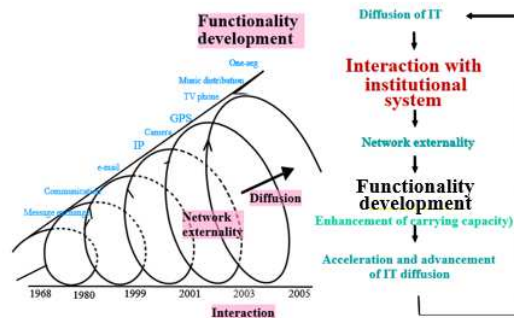 Functionality
development
One-seg
Music distribution
TV phone
GPS
Camera
IP
e-mail
Communication
Message exchange
Network
externality
Diffusion
1968
1980
1999
2001
2003
2005
Interaction
Diffusion of IT
Interaction with
institutional
system
Network externality
Functionality
development
Enhancement of carrying capacity)
Acceleration and advancement
of IT diffusion